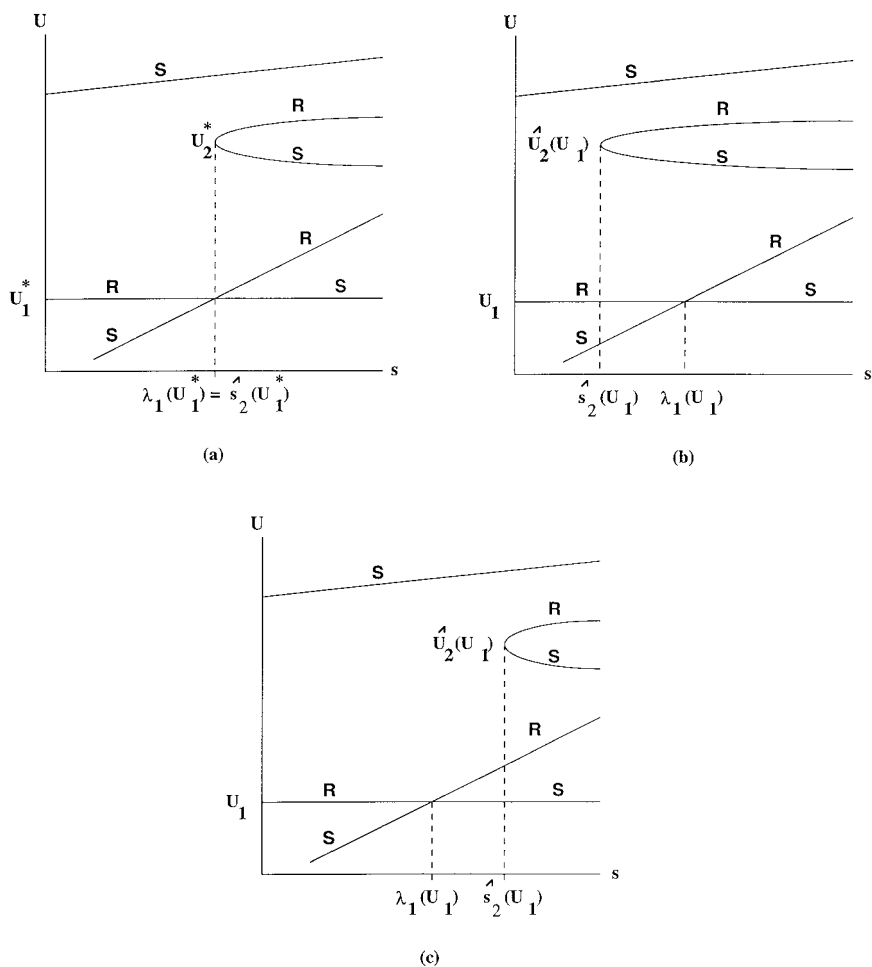 U
S
R
U₂*
S
R
U₁*
R
S
S
s
λ₁(U₁*) = ŝ₂(U₁*)
(a)
U
S
R
Û₂(U₁)
S
R
U₁
R
S
S
s
ŝ₂(U₁) λ₁(U₁)
(b)
U
S
R
Û₂(U₁)
S
R
U₁
R
S
S
s
λ₁(U₁) ŝ₂(U₁)
(c)